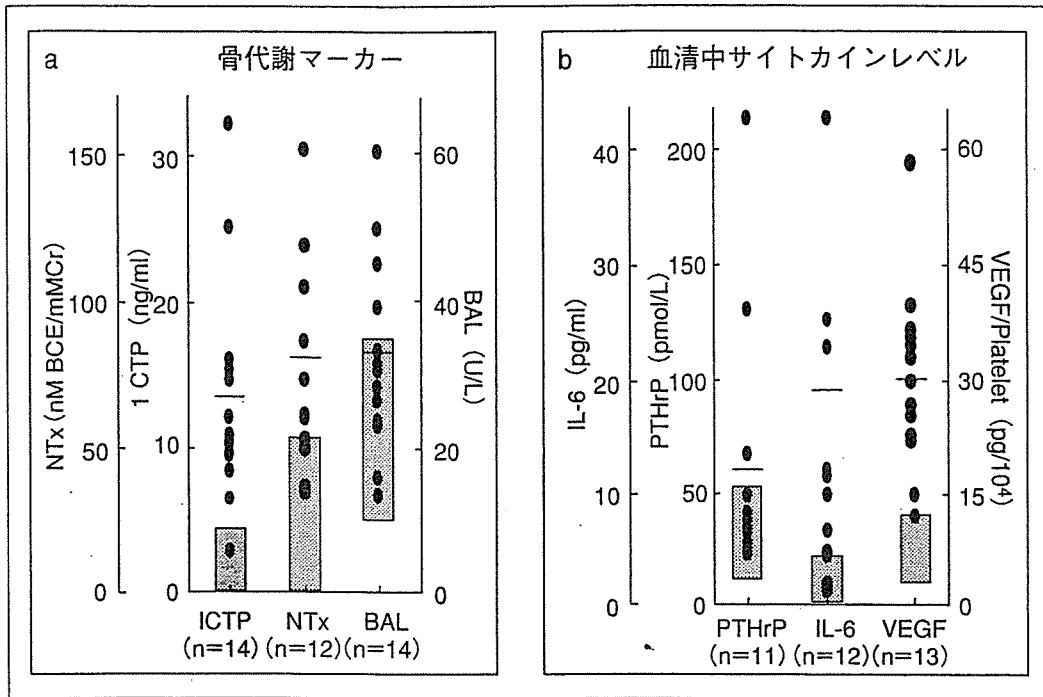 a
骨代謝マーカー
NTx (nM BCE/mMCr)
150
100
50
0
1 CTP (ng/ml)
30
20
10
0
BAL (U/L)
60
40
20
0
ICTP
(n=14)
NTx
(n=12)
BAL
(n=14)
b
血清中サイトカインレベル
IL-6 (pg/ml)
40
30
20
10
0
PTHrP (pmol/L)
200
150
100
50
0
VEGF/Platelet (pg/10⁴)
60
45
30
15
0
PTHrP
(n=11)
IL-6
(n=12)
VEGF
(n=13)